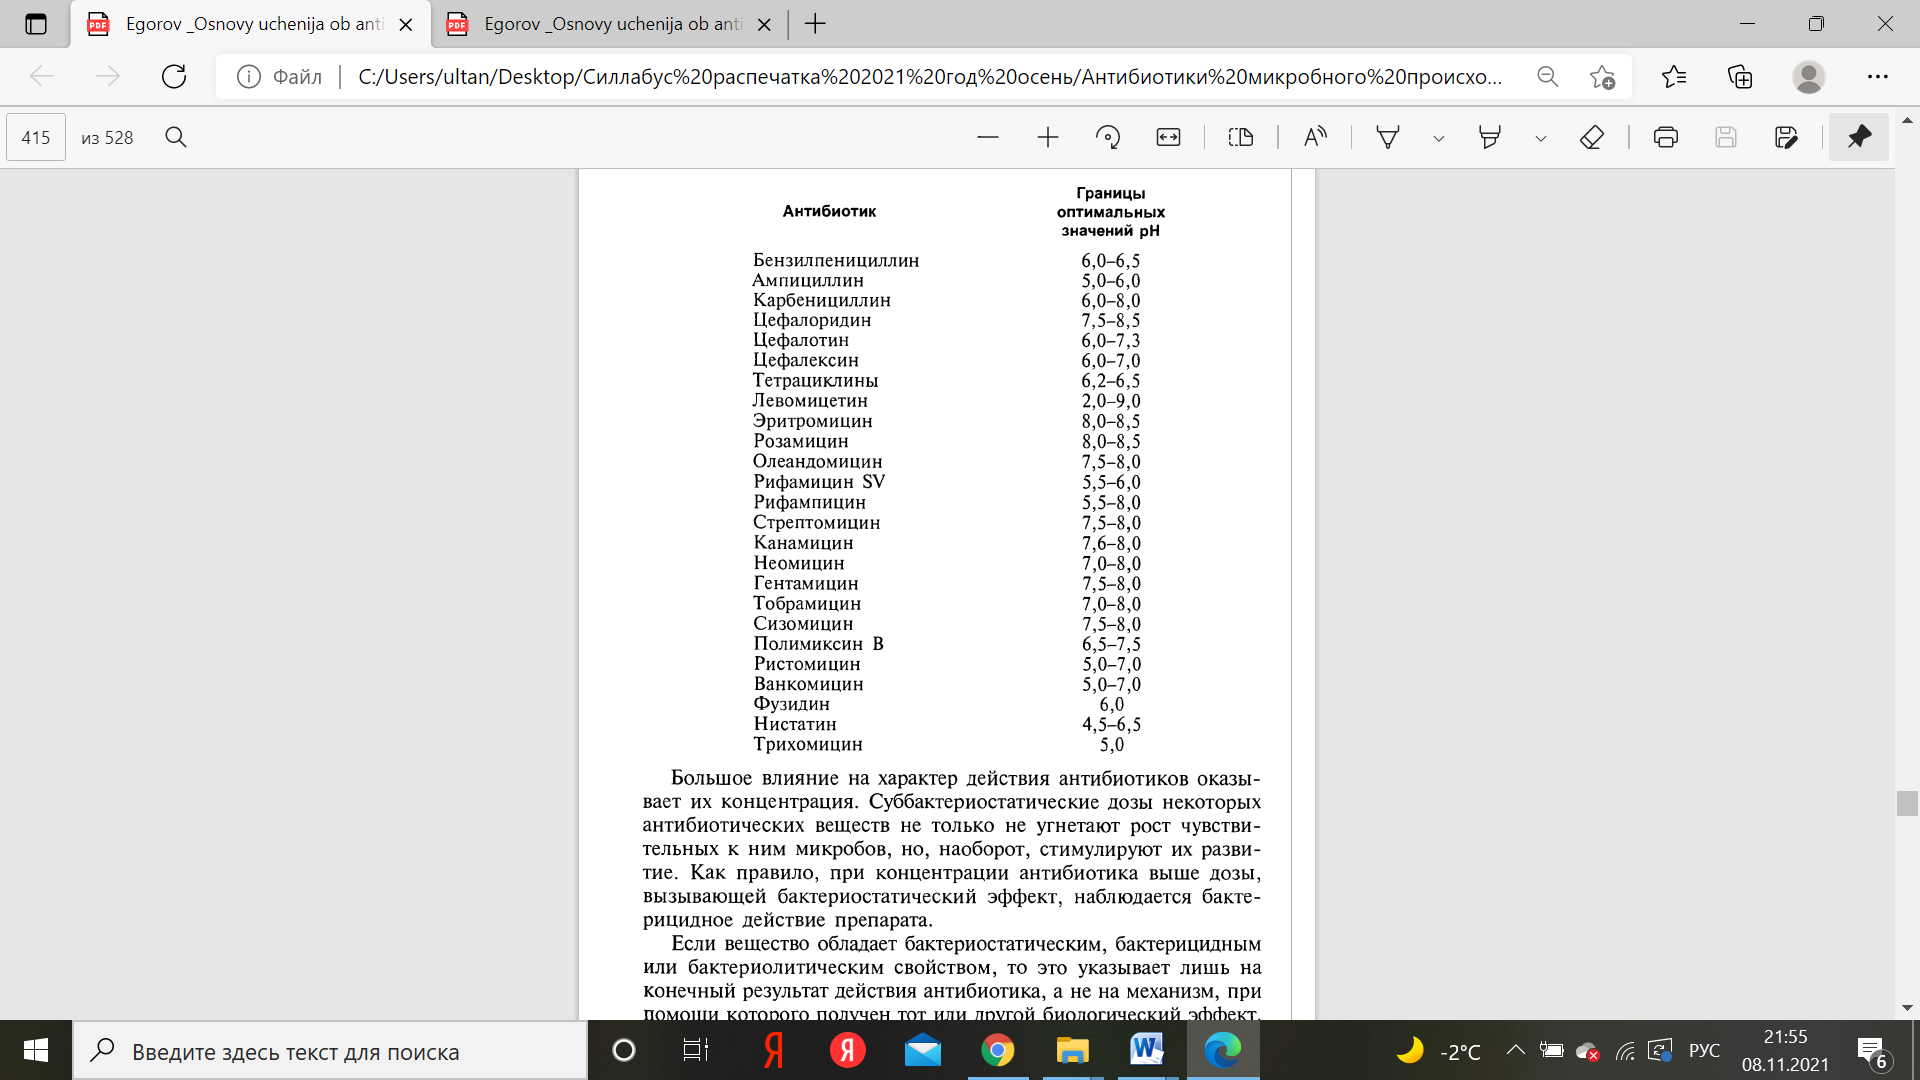 Egorov _Osnovy uchenija ob anti
Egorov _Osnovy uchenija ob anti
Файл
C:/Users/ultan/Desktop/Силлабус%20распечатка%202021%20год%20осень/Антибиотики%20микробного%20происхо...
415 из 528
Антибиотик Границы оптимальных значений pH
Бензилпенициллин 6,0–6,5
Ампициллин 5,0–6,0
Карбенициллин 6,0–8,0
Цефалоридин 7,5–8,5
Цефалотин 6,0–7,3
Цефалексин 6,0–7,0
Тетрациклины 6,2–6,5
Левомицетин 2,0–9,0
Эритромицин 8,0–8,5
Розамицин 8,0–8,5
Олеандомицин 7,5–8,0
Рифамицин SV 5,5–6,0
Рифампицин 5,5–8,0
Стрептомицин 7,5–8,0
Канамицин 7,6–8,0
Неомицин 7,0–8,0
Гентамицин 7,5–8,0
Тобрамицин 7,0–8,0
Сизомицин 7,5–8,0
Полимиксин В 6,5–7,5
Ристомицин 5,0–7,0
Ванкомицин 5,0–7,0
Фузидин 6,0
Нистатин 4,5–6,5
Трихомицин 5,0
Большое влияние на характер действия антибиотиков оказы-
вает их концентрация. Суббактериостатические дозы некоторых
антибиотических веществ не только не угнетают рост чувстви-
тельных к ним микробов, но, наоборот, стимулируют их разви-
тие. Как правило, при концентрации антибиотика выше дозы,
вызывающей бактериостатический эффект, наблюдается бакте-
рицидное действие препарата.
Если вещество обладает бактериостатическим, бактерицидным
или бактериолитическим свойством, то это указывает лишь на
конечный результат действия антибиотика, а не на механизм, при
помощи которого получен тот или другой биологический эффект.
Введите здесь текст для поиска
-2°C
РУС
21:55
08.11.2021
6